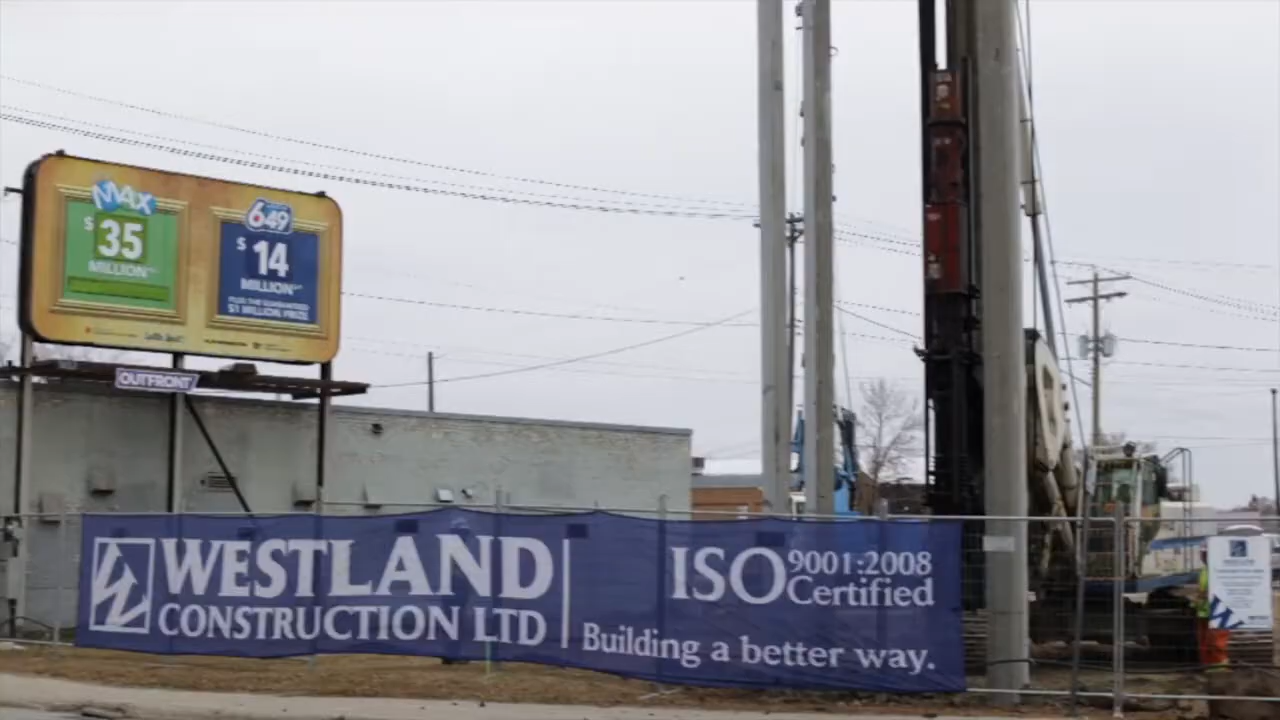 MAX
$35
MILLION
649
$14
MILLION
PLUS THE GUARANTEED
$1 MILLION PRIZE
OUTFRONT
WESTLAND
CONSTRUCTION LTD
ISO 9001:2008
Certified
Building a better way.
W